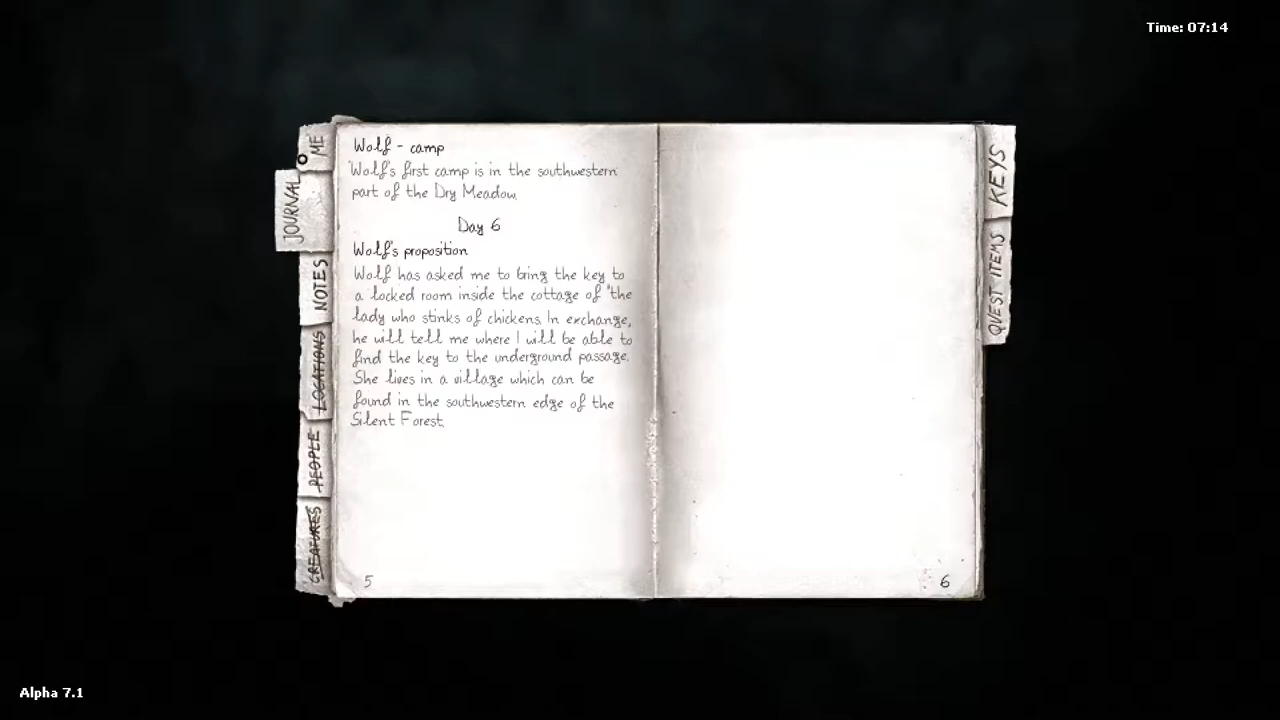 Time: 07:14
ME
JOURNAL
NOTES
LOCATIONS
PEOPLE
CREATURES
Wolf - camp
Wolf's first camp is in the southwestern
part of the Dry Meadow.
Day 6
Wolf's proposition
Wolf has asked me to bring the key to
a locked room inside the cottage of "the
lady who stinks of chickens. In exchange,
he will tell me where I will be able to
find the key to the underground passage.
She lives in a village which can be
found in the southwestern edge of the
Silent Forest.
5
6
KEYS
QUEST ITEMS
Alpha 7.1